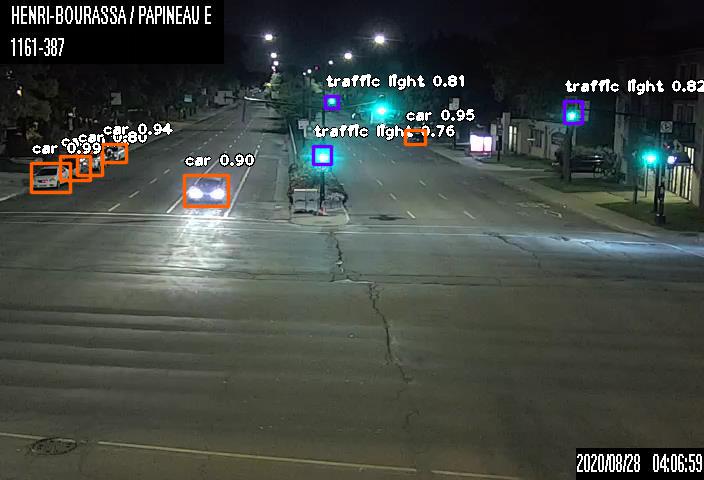 HENRI-BOURASSA / PAPINEAU E
1161-387
traffic light 0.81
traffic light 0.82
car 0.95
traffic light 0.76
car 0.94
car 0.99
car 0.90
2020/08/28 04:06:59